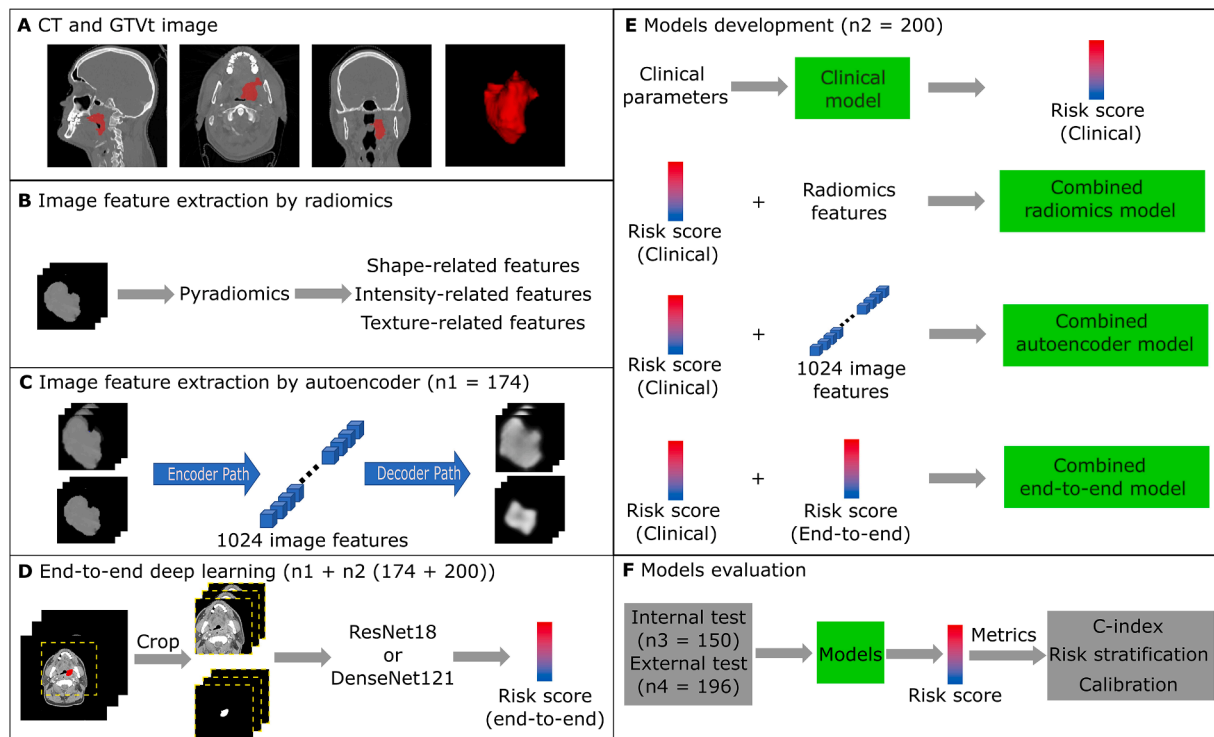 A CT and GTVt image
B Image feature extraction by radiomics
Pyradiomics
Shape-related features
Intensity-related features
Texture-related features
C Image feature extraction by autoencoder (n1 = 174)
Encoder Path
Decoder Path
1024 image features
D End-to-end deep learning (n1 + n2 (174 + 200))
Crop
ResNet18
or
DenseNet121
Risk score
(end-to-end)
E Models development (n2 = 200)
Clinical
parameters
Clinical
model
Risk score
(Clinical)
Risk score
(Clinical)
+
Radiomics
features
Combined
radiomics model
Risk score
(Clinical)
+
1024 image
features
Combined
autoencoder model
Risk score
(Clinical)
+
Risk score
(End-to-end)
Combined
end-to-end model
F Models evaluation
Internal test
(n3 = 150)
External test
(n4 = 196)
Models
Risk score
Metrics
C-index
Risk stratification
Calibration